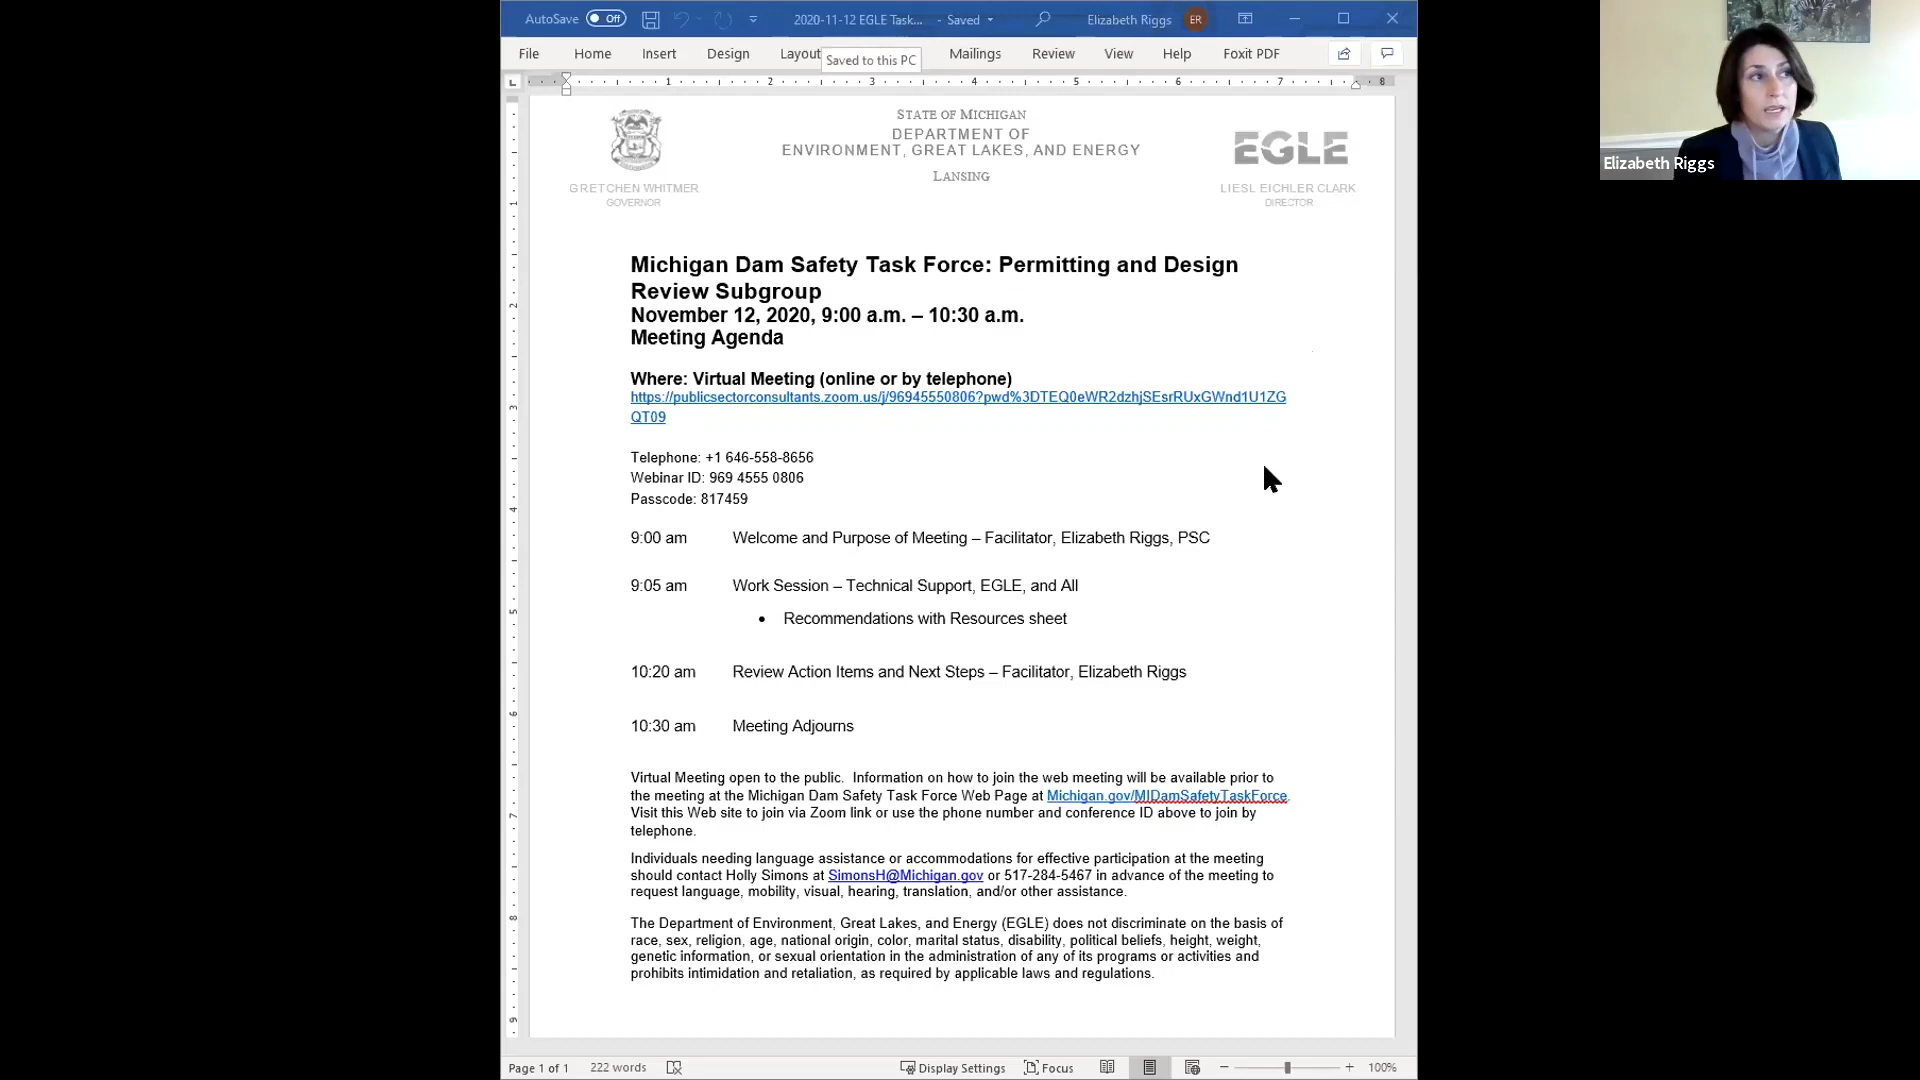 AutoSave Off 2020-11-12 EGLE Task... - Saved Elizabeth Riggs ER
File Home Insert Design Layout Mailings Review View Help Foxit PDF
Saved to this PC
1 2 3 4 5 6 7 8
STATE OF MICHIGAN
DEPARTMENT OF
ENVIRONMENT, GREAT LAKES, AND ENERGY
LANSING
EGLE
GRETCHEN WHITMER
GOVERNOR
LIESL EICHLER CLARK
DIRECTOR
Michigan Dam Safety Task Force: Permitting and Design
Review Subgroup
November 12, 2020, 9:00 a.m. – 10:30 a.m.
Meeting Agenda
Where: Virtual Meeting (online or by telephone)
https://publicsectorconsultants.zoom.us/j/96945550806?pwd%3DTEQ0eWR2dzhjSEsrRUxGWnd1U1ZG
QT09
Telephone: +1 646-558-8656
Webinar ID: 969 4555 0806
Passcode: 817459
9:00 am Welcome and Purpose of Meeting – Facilitator, Elizabeth Riggs, PSC
9:05 am Work Session – Technical Support, EGLE, and All
• Recommendations with Resources sheet
10:20 am Review Action Items and Next Steps – Facilitator, Elizabeth Riggs
10:30 am Meeting Adjourns
Virtual Meeting open to the public. Information on how to join the web meeting will be available prior to
the meeting at the Michigan Dam Safety Task Force Web Page at Michigan.gov/MIDamSafetyTaskForce.
Visit this Web site to join via Zoom link or use the phone number and conference ID above to join by
telephone.
Individuals needing language assistance or accommodations for effective participation at the meeting
should contact Holly Simons at SimonsH@Michigan.gov or 517-284-5467 in advance of the meeting to
request language, mobility, visual, hearing, translation, and/or other assistance.
The Department of Environment, Great Lakes, and Energy (EGLE) does not discriminate on the basis of
race, sex, religion, age, national origin, color, marital status, disability, political beliefs, height, weight,
genetic information, or sexual orientation in the administration of any of its programs or activities and
prohibits intimidation and retaliation, as required by applicable laws and regulations.
Page 1 of 1 222 words Display Settings Focus 100%
Elizabeth Riggs